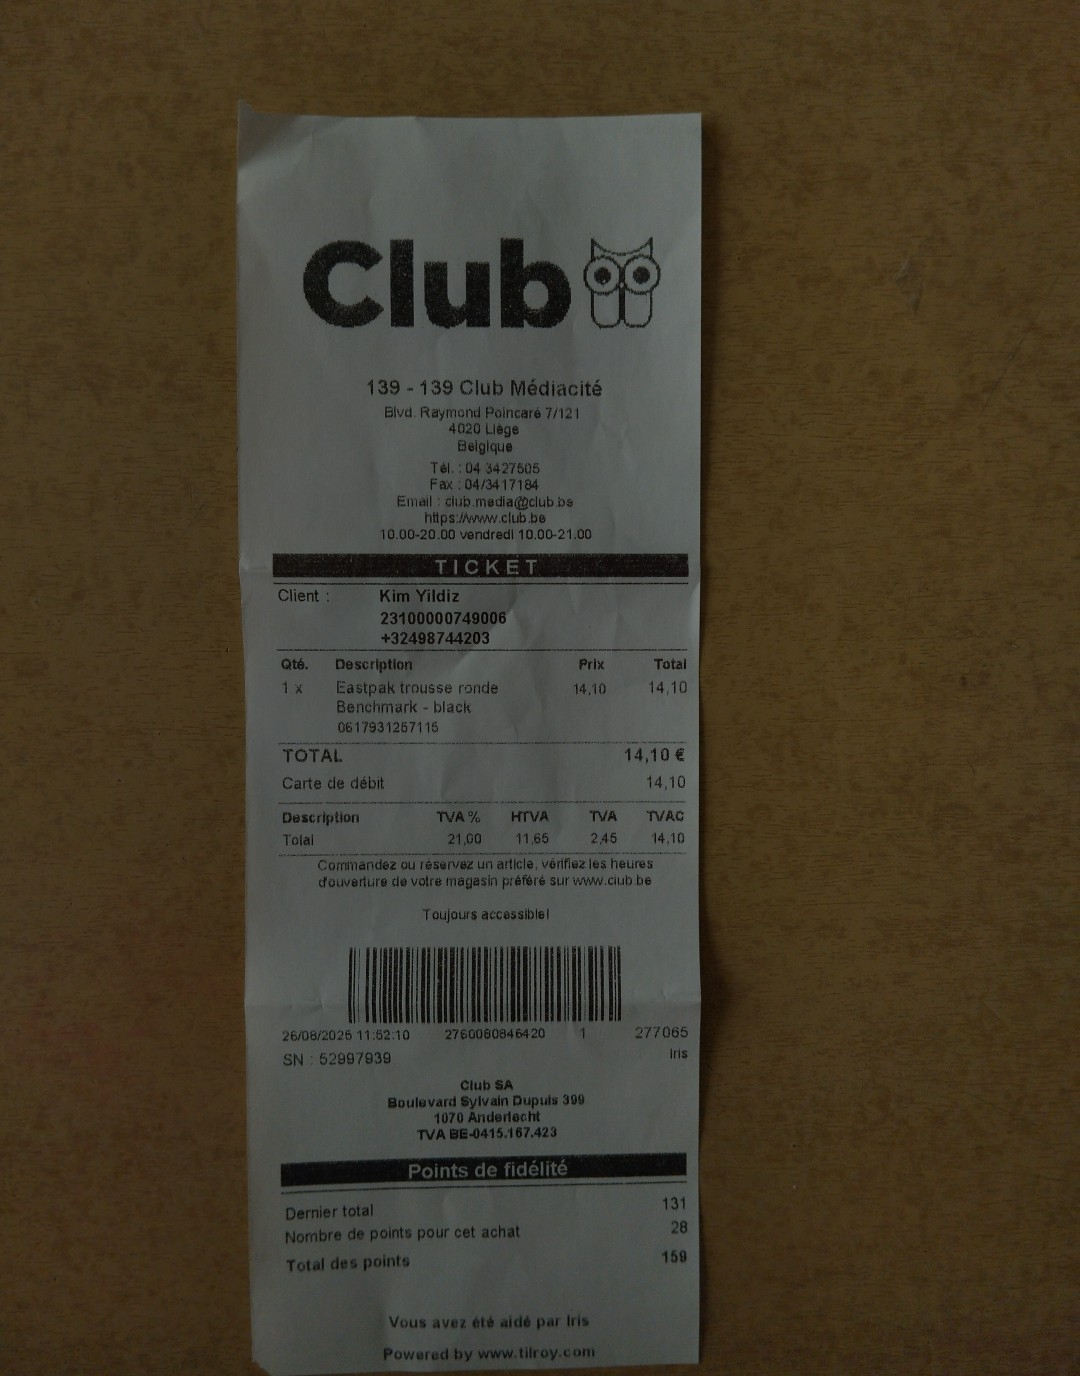 Club
139 - 139 Club Médiacité
Blvd. Raymond Poincaré 7/121
4020 Liège
Belgique
Tél. : 04 3427505
Fax : 04/3417184
Email : club.media@club.be
https://www.club.be
10.00-20.00 vendredi 10.00-21.00
TICKET
Client : Kim Yildiz
23100000749006
+32498744203
Qté. Description Prix Total
1 x Eastpak trousse ronde 14,10 14,10
Benchmark - black
0617931257115
TOTAL 14,10 €
Carte de débit 14,10
Description TVA % HTVA TVA TVAC
Total 21,00 11,65 2,45 14,10
Commandez ou réservez un article, vérifiez les heures
d'ouverture de votre magasin préféré sur www.club.be
Toujours accessible!
26/08/2025 11:52:10 2760080846420 1 277065
SN : 52997939 Iris
Club SA
Boulevard Sylvain Dupuis 399
1070 Anderlecht
TVA BE-0415.167.423
Points de fidélité
Dernier total 131
Nombre de points pour cet achat 28
Total des points 159
Vous avez été aidé par Iris
Powered by www.tilroy.com